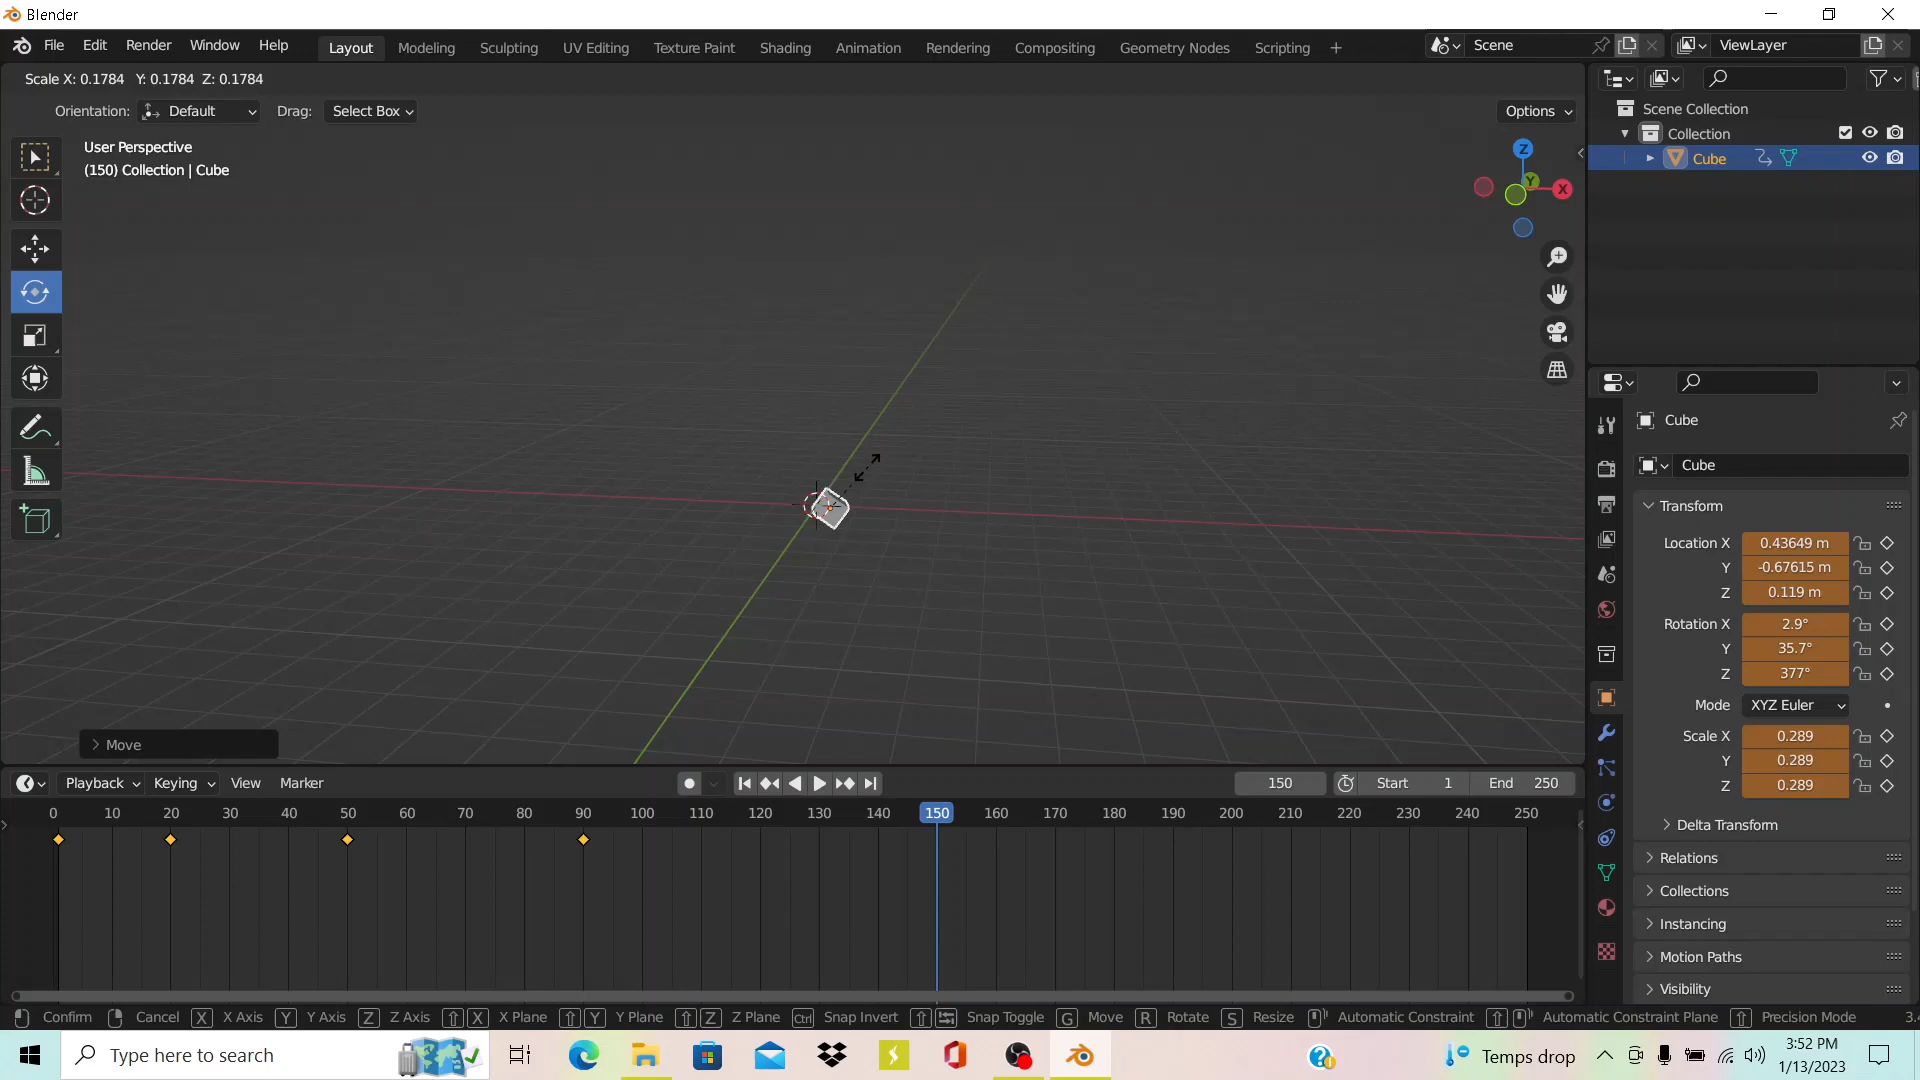 Blender
File Edit Render Window Help Layout Modeling Sculpting UV Editing Texture Paint Shading Animation Rendering Compositing Geometry Nodes Scripting + Scene ViewLayer
Scale X: 0.1784 Y: 0.1784 Z: 0.1784
Orientation: Default Drag: Select Box Options
User Perspective
(150) Collection | Cube
Z
Y
X
Scene Collection
Collection
Cube
Cube
Cube
Transform
Location X 0.43649 m
Y -0.67615 m
Z 0.119 m
Rotation X 2.9°
Y 35.7°
Z 377°
Mode XYZ Euler
Scale X 0.289
Y 0.289
Z 0.289
Delta Transform
Relations
Collections
Instancing
Motion Paths
Visibility
Move
Playback Keying View Marker 150 Start 1 End 250
0 10 20 30 40 50 60 70 80 90 100 110 120 130 140 150 160 170 180 190 200 210 220 230 240 250
Confirm Cancel X X Axis Y Y Axis Z Z Axis X X Plane Y Y Plane Z Z Plane Ctrl Snap Invert Snap Toggle G Move R Rotate S Resize Automatic Constraint Automatic Constraint Plane Precision Mode
Type here to search
Temps drop
3:52 PM
1/13/2023